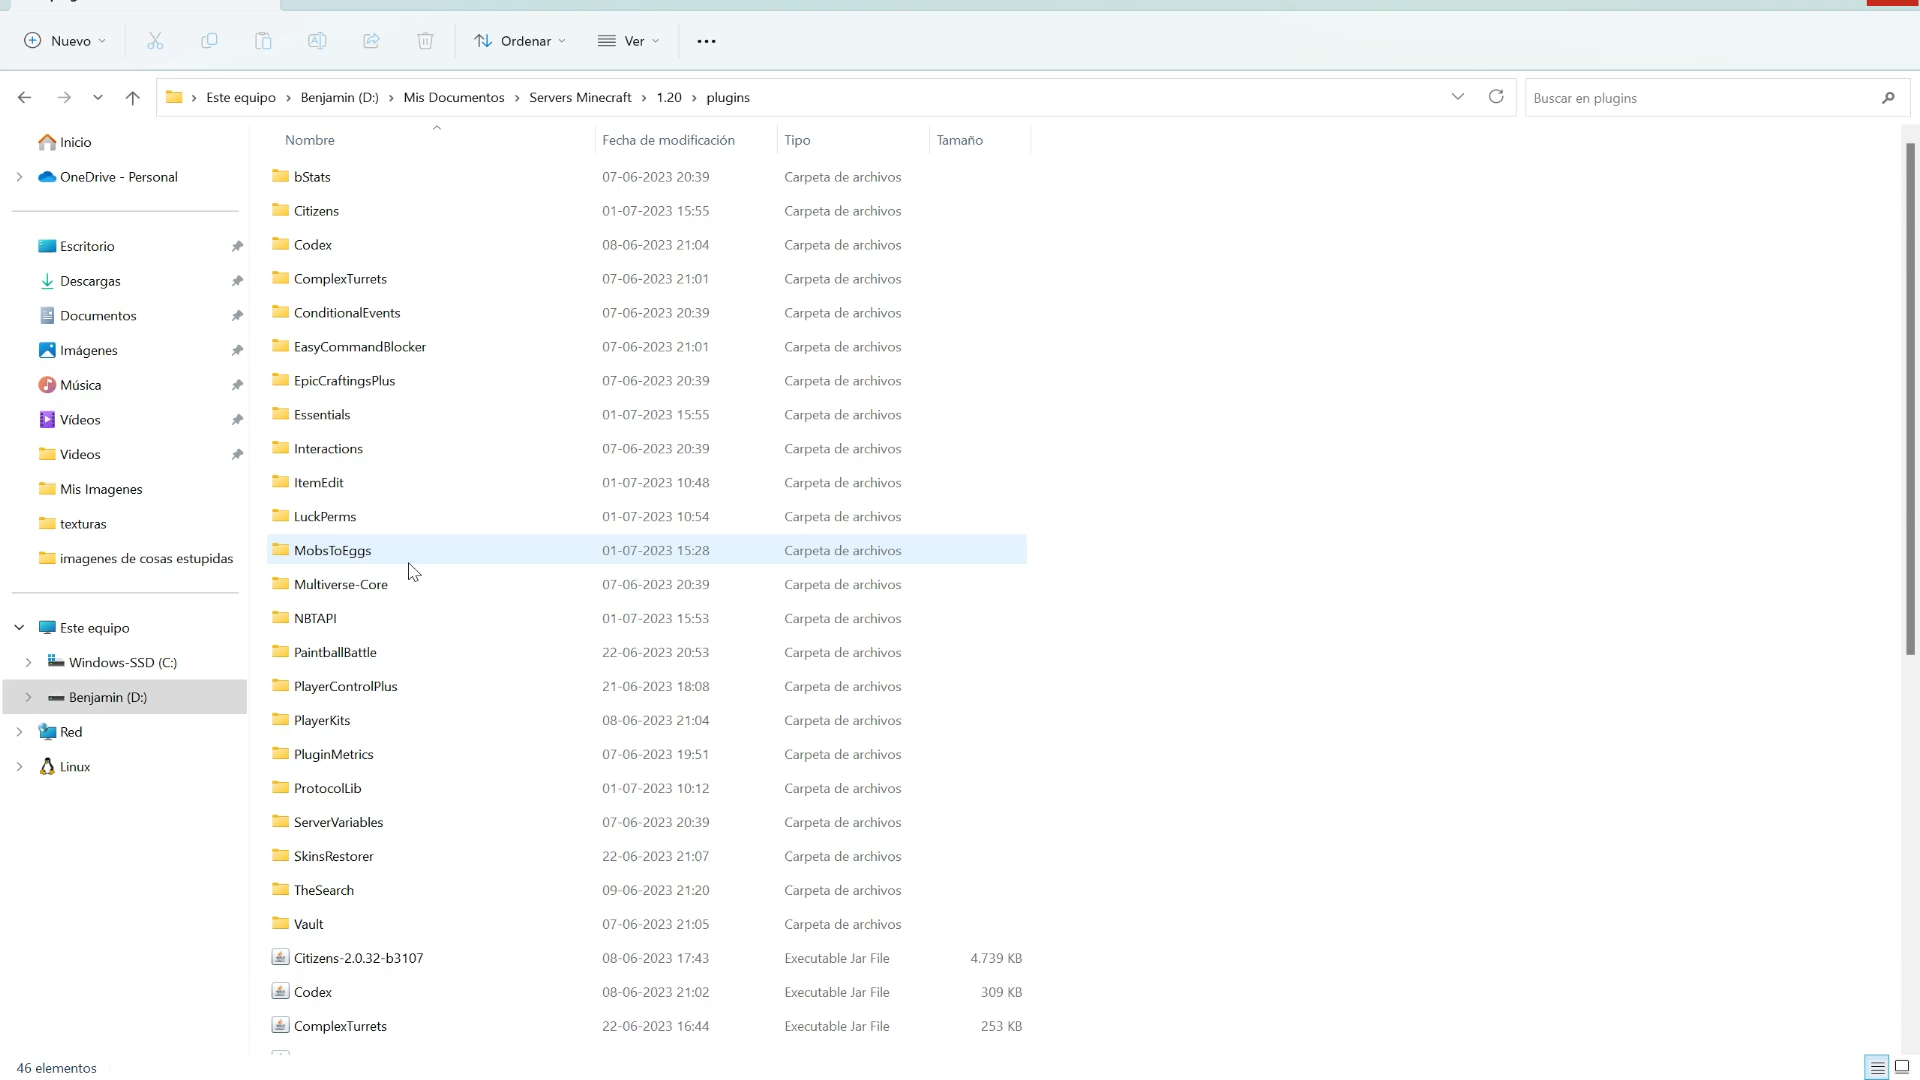 Nuevo
Ordenar
Ver
Este equipo > Benjamin (D:) > Mis Documentos > Servers Minecraft > 1.20 > plugins
Buscar en plugins
Inicio
OneDrive - Personal
Escritorio
Descargas
Documentos
Imágenes
Música
Vídeos
Videos
Mis Imagenes
texturas
imagenes de cosas estupidas
Este equipo
Windows-SSD (C:)
Benjamin (D:)
Red
Linux
Nombre Fecha de modificación Tipo Tamaño
bStats 07-06-2023 20:39 Carpeta de archivos
Citizens 01-07-2023 15:55 Carpeta de archivos
Codex 08-06-2023 21:04 Carpeta de archivos
ComplexTurrets 07-06-2023 21:01 Carpeta de archivos
ConditionalEvents 07-06-2023 20:39 Carpeta de archivos
EasyCommandBlocker 07-06-2023 21:01 Carpeta de archivos
EpicCraftingsPlus 07-06-2023 20:39 Carpeta de archivos
Essentials 01-07-2023 15:55 Carpeta de archivos
Interactions 07-06-2023 20:39 Carpeta de archivos
ItemEdit 01-07-2023 10:48 Carpeta de archivos
LuckPerms 01-07-2023 10:54 Carpeta de archivos
MobsToEggs 01-07-2023 15:28 Carpeta de archivos
Multiverse-Core 07-06-2023 20:39 Carpeta de archivos
NBTAPI 01-07-2023 15:53 Carpeta de archivos
PaintballBattle 22-06-2023 20:53 Carpeta de archivos
PlayerControlPlus 21-06-2023 18:08 Carpeta de archivos
PlayerKits 08-06-2023 21:04 Carpeta de archivos
PluginMetrics 07-06-2023 19:51 Carpeta de archivos
ProtocolLib 01-07-2023 10:12 Carpeta de archivos
ServerVariables 07-06-2023 20:39 Carpeta de archivos
SkinsRestorer 22-06-2023 21:07 Carpeta de archivos
TheSearch 09-06-2023 21:20 Carpeta de archivos
Vault 07-06-2023 21:05 Carpeta de archivos
Citizens-2.0.32-b3107 08-06-2023 17:43 Executable Jar File 4.739 KB
Codex 08-06-2023 21:02 Executable Jar File 309 KB
ComplexTurrets 22-06-2023 16:44 Executable Jar File 253 KB
46 elementos